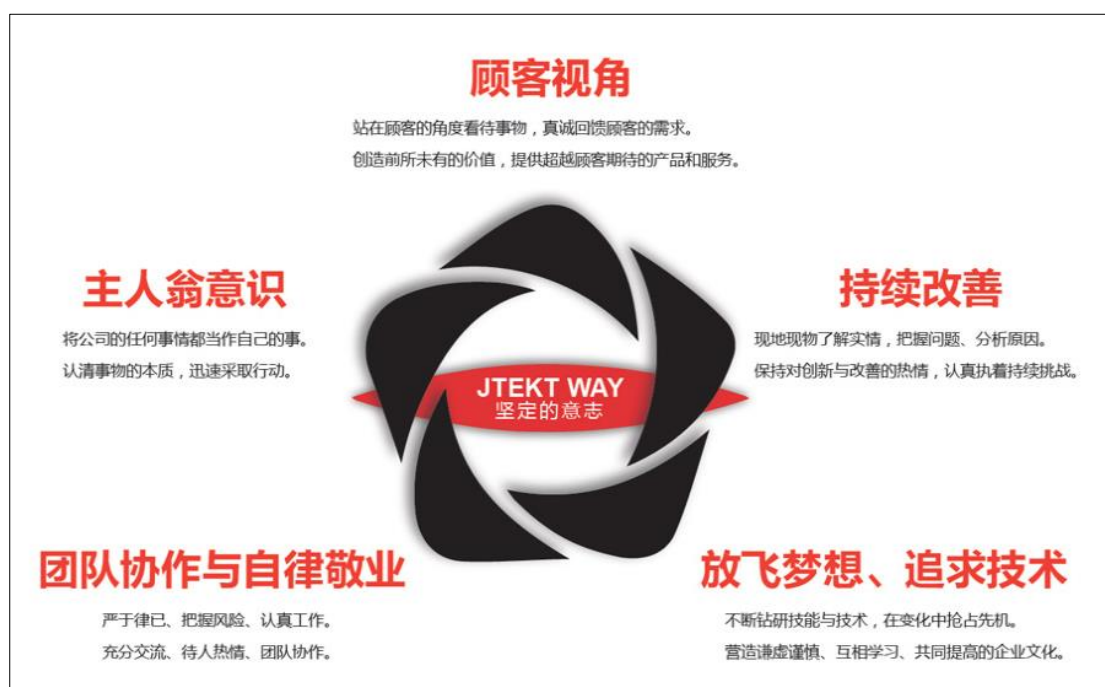 顾客视角
站在顾客的角度看待事物，真诚回馈顾客的需求。
创造前所未有的价值，提供超越顾客期待的产品和服务。
主人翁意识
将公司的任何事情都当作自己的事。
认清事物的本质，迅速采取行动。
持续改善
现地现物了解实情，把握问题、分析原因。
保持对创新与改善的热情，认真执着持续挑战。
JTEKT WAY
坚定的意志
团队协作与自律敬业
严于律已、把握风险、认真工作。
充分交流、待人热情、团队协作。
放飞梦想、追求技术
不断钻研技能与技术，在变化中抢占先机。
营造谦虚谨慎、互相学习、共同提高的企业文化。